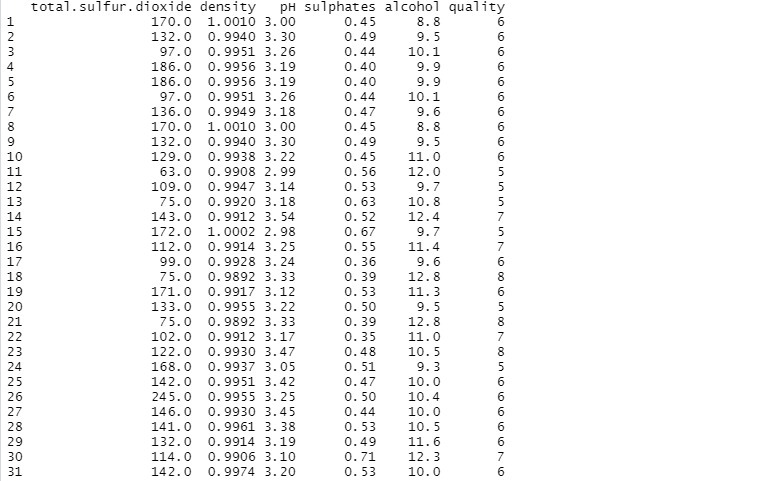 total.sulfur.dioxide density pH sulphates alcohol quality
1 170.0 1.0010 3.00 0.45 8.8 6
2 132.0 0.9940 3.30 0.49 9.5 6
3 97.0 0.9951 3.26 0.44 10.1 6
4 186.0 0.9956 3.19 0.40 9.9 6
5 186.0 0.9956 3.19 0.40 9.9 6
6 97.0 0.9951 3.26 0.44 10.1 6
7 136.0 0.9949 3.18 0.47 9.6 6
8 170.0 1.0010 3.00 0.45 8.8 6
9 132.0 0.9940 3.30 0.49 9.5 6
10 129.0 0.9938 3.22 0.45 11.0 6
11 63.0 0.9908 2.99 0.56 12.0 5
12 109.0 0.9947 3.14 0.53 9.7 5
13 75.0 0.9920 3.18 0.63 10.8 5
14 143.0 0.9912 3.54 0.52 12.4 7
15 172.0 1.0002 2.98 0.67 9.7 5
16 112.0 0.9914 3.25 0.55 11.4 7
17 99.0 0.9928 3.24 0.36 9.6 6
18 75.0 0.9892 3.33 0.39 12.8 8
19 171.0 0.9917 3.12 0.53 11.3 6
20 133.0 0.9955 3.22 0.50 9.5 5
21 75.0 0.9892 3.33 0.39 12.8 8
22 102.0 0.9912 3.17 0.35 11.0 7
23 122.0 0.9930 3.47 0.48 10.5 8
24 168.0 0.9937 3.05 0.51 9.3 5
25 142.0 0.9951 3.42 0.47 10.0 6
26 245.0 0.9955 3.25 0.50 10.4 6
27 146.0 0.9930 3.45 0.44 10.0 6
28 141.0 0.9961 3.38 0.53 10.5 6
29 132.0 0.9914 3.19 0.49 11.6 6
30 114.0 0.9906 3.10 0.71 12.3 7
31 142.0 0.9974 3.20 0.53 10.0 6